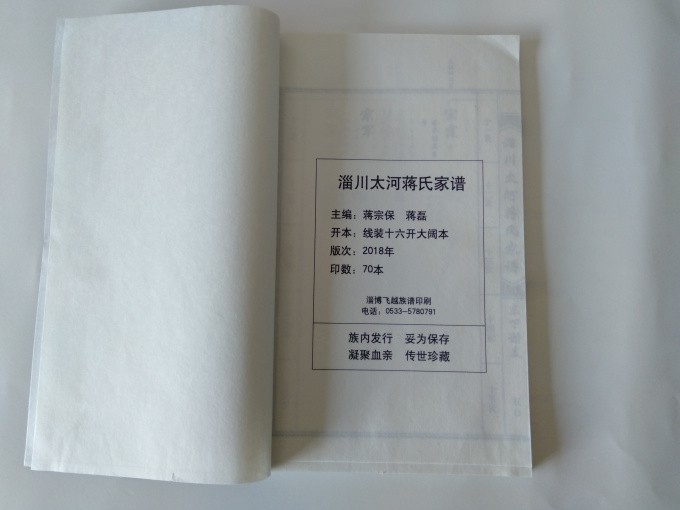 淄川太河蒋氏家谱
主编：蒋宗保　蒋磊
开本：线装十六开大阔本
版次：2018年
印数：70本
淄博飞越族谱印刷
电话：0533-5780791
族内发行　妥为保存
凝聚血亲　传世珍藏